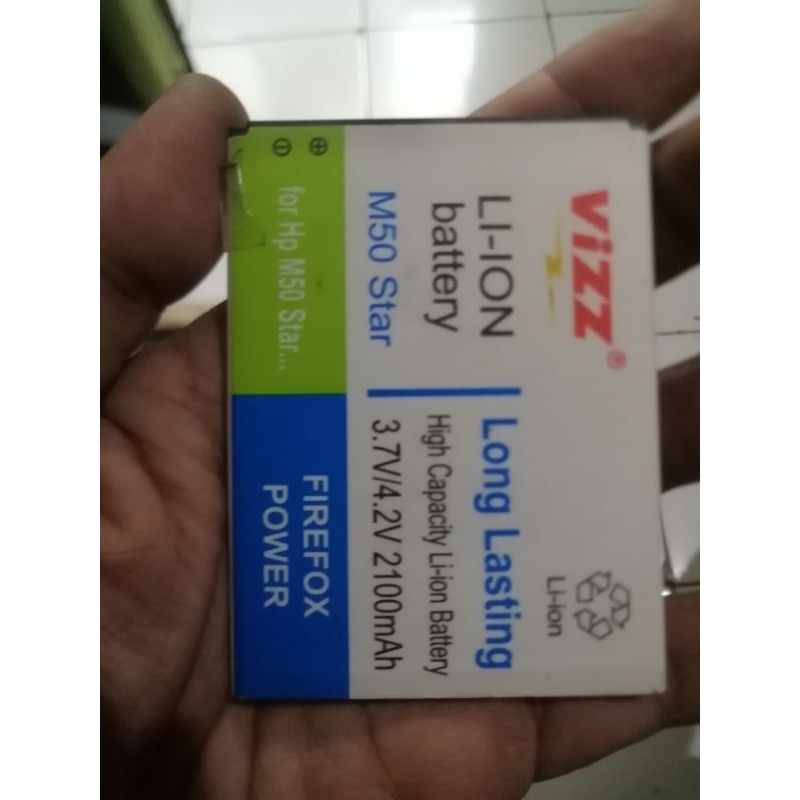 Vizz®
LI-ION
battery
M50 Star
Long Lasting
High Capacity Li-ion Battery
3.7V/4.2V 2100mAh
Li-ion
for Hp M50 Star...
FIREFOX
POWER